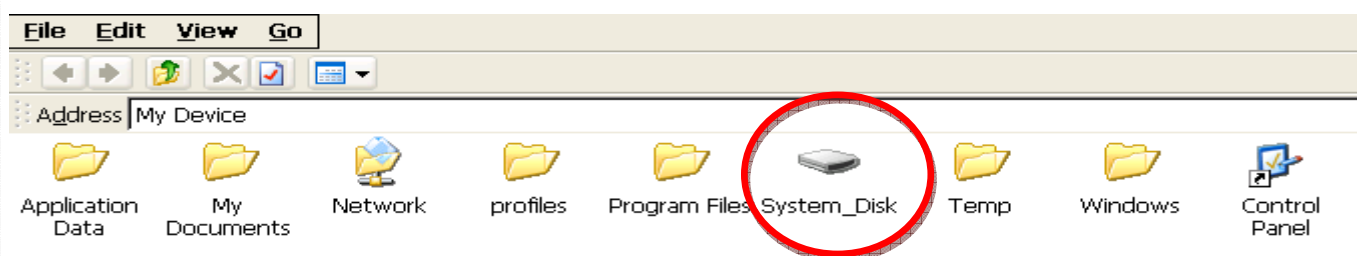 File Edit View Go
Address My Device
Application Data
My Documents
Network
profiles
Program Files
System_Disk
Temp
Windows
Control Panel